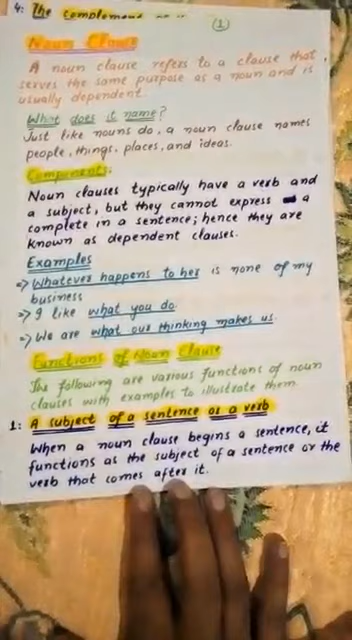 4: The Complement
(1)
Noun Clause
A noun clause refers to a clause that
serves the same purpose as a noun and is
usually dependent.
What does it name?
Just like nouns do, a noun clause names
people, things, places, and ideas.
Components:
Noun clauses typically have a verb and
a subject, but they cannot express a
complete in a sentence; hence they are
known as dependent clauses.
Examples
=> Whatever happens to her is none of my
business
=> I like what you do.
=> We are what our thinking makes us.
Functions of Noun Clause
The following are various functions of noun
clauses with examples to illustrate them
1: A subject of a sentence or a verb
When a noun clause begins a sentence, it
functions as the subject of a sentence or the
verb that comes after it.